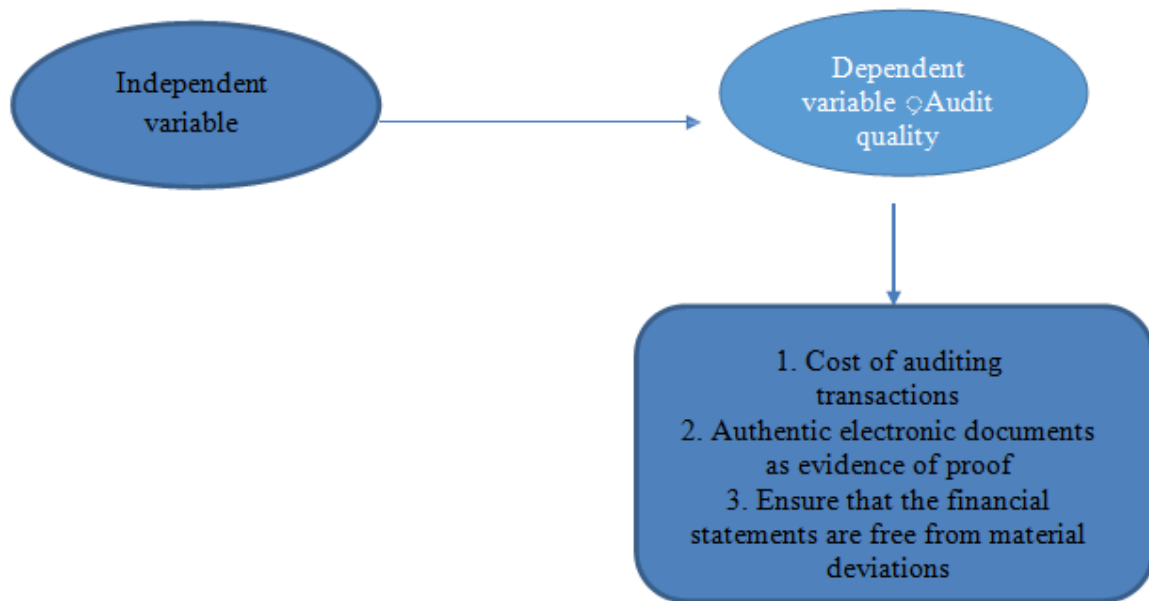 Independent
variable
Dependent
variable ़Audit
quality
1. Cost of auditing
transactions
2. Authentic electronic documents
as evidence of proof
3. Ensure that the financial
statements are free from material
deviations